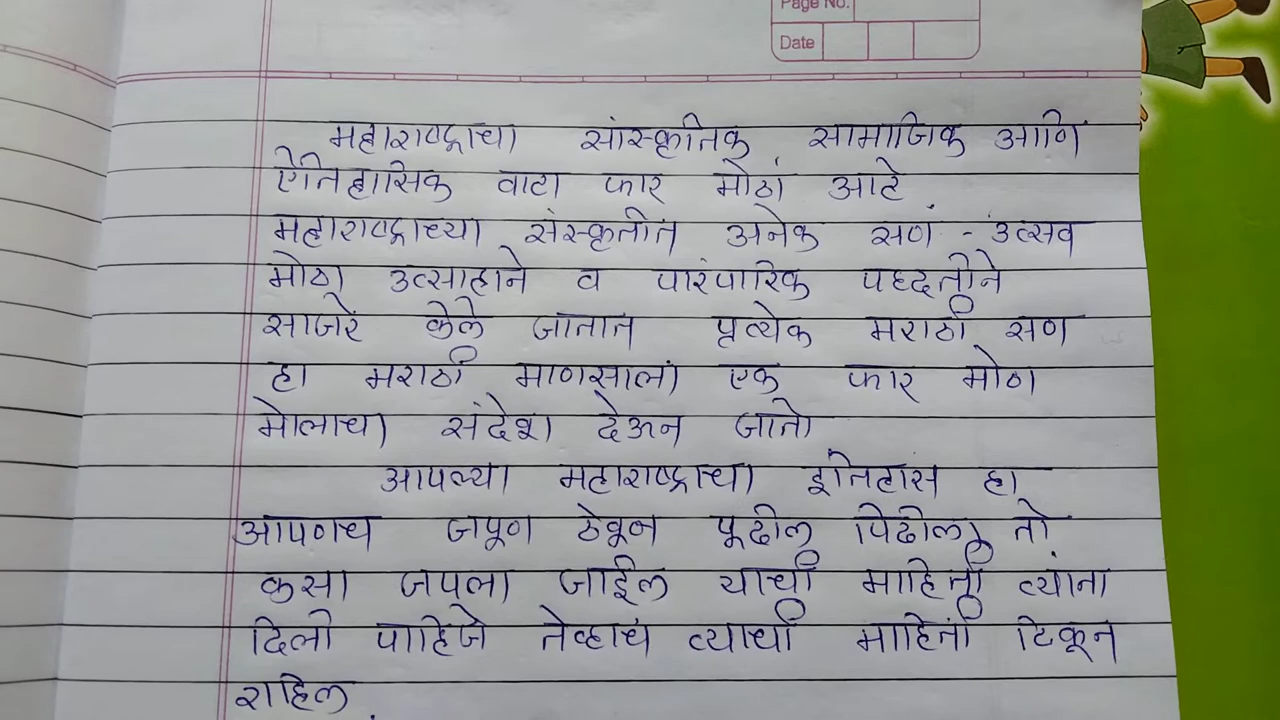 Page No.
Date
महाराष्ट्राचा सांस्कृतिक, सामाजिक आणि
ऐतिहासिक वाटा फार मोठा आहे.
महाराष्ट्राच्या संस्कृतीत अनेक सण - उत्सव
मोठा उत्साहाने व पारंपारिक पध्दतीने
साजरे केले जातात प्रत्येक मराठी सण
हा मराठी माणसाला एक फार मोठा
मोलाचा संदेश देऊन जातो
आपल्या महाराष्ट्राचा इतिहास हा
आपणच जपूण ठेवून पूढील पिढीला तो
कसा जपला जाईल याची माहिती त्यांना
दिली पाहिजे तेव्हाच त्याची माहिती टिकून
राहिल.